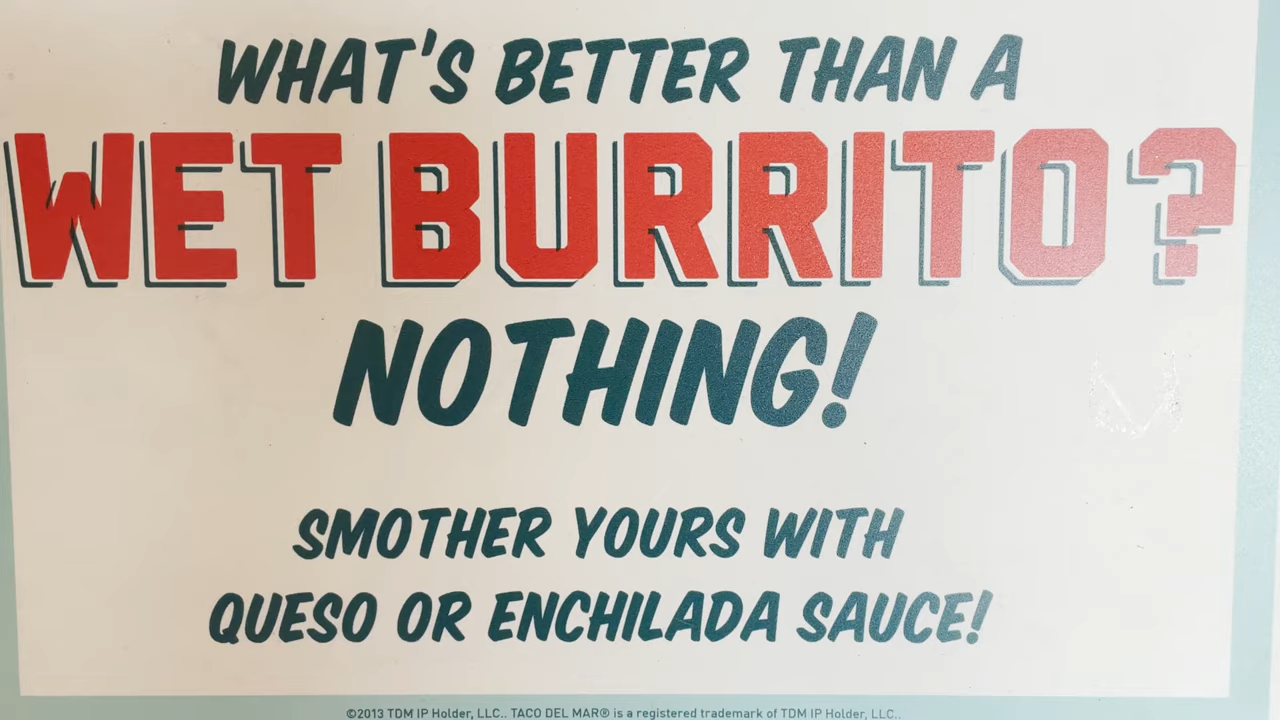 WHAT'S BETTER THAN A
WET BURRITO?
NOTHING!
SMOTHER YOURS WITH
QUESO OR ENCHILADA SAUCE!
©2013 TDM IP Holder, LLC.. TACO DEL MAR® is a registered trademark of TDM IP Holder, LLC..